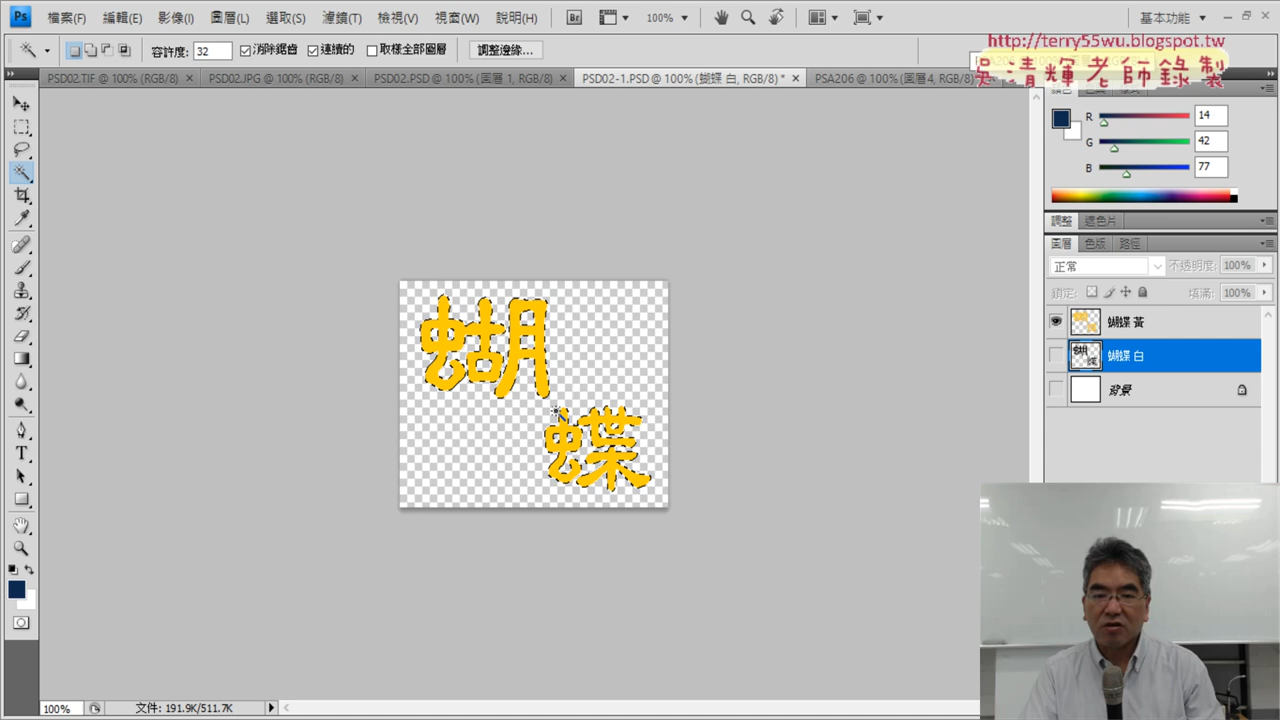 Ps 檔案(F) 編輯(E) 影像(I) 圖層(L) 選取(S) 濾鏡(T) 檢視(V) 視窗(W) 說明(H) Br 100% 基本功能
容許度: 32 消除鋸齒 連續的 取樣全部圖層 調整邊緣...
http://terry55wu.blogspot.tw
吳清輝老師錄製
PSD02.TIF @ 100% (RGB/8) × PSD02.JPG @ 100% (RGB/8) × PSD02.PSD @ 100% (圖層 1, RGB/8) × PSD02-1.PSD @ 100% (蝴蝶 白, RGB/8) * × PSA206 @ 100% (圖層 4, RGB/8)
R 14
G 42
B 77
調整 遮色片
圖層 色版 路徑
正常 不透明度: 100%
鎖定: 填滿: 100%
蝴蝶 黃
蝴蝶 白
背景
蝴
蝶
100% 文件: 191.9K/511.7K